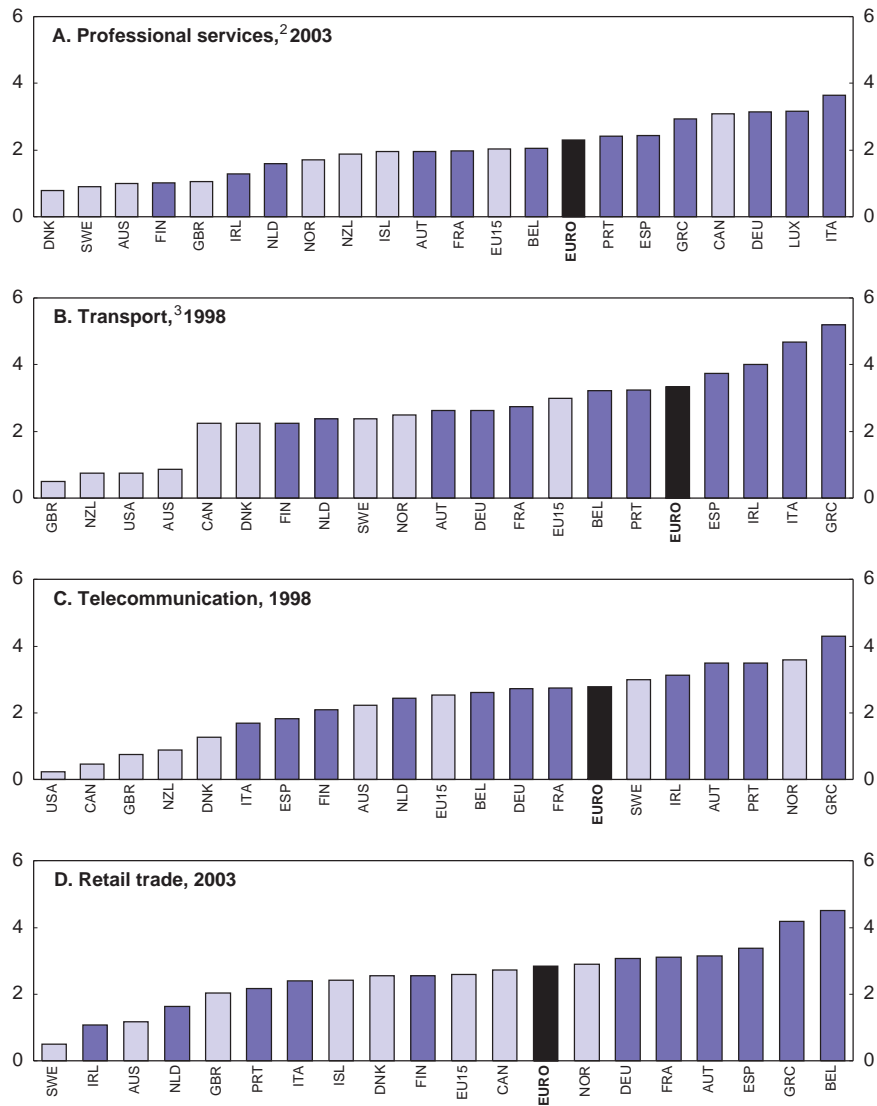 6 6
A. Professional services,2 2003
4 4
2 2
0 0
DNK SWE AUS FIN GBR IRL NLD NOR NZL ISL AUT FRA EU15 BEL EURO PRT ESP GRC CAN DEU LUX ITA
6 6
B. Transport,3 1998
4 4
2 2
0 0
GBR NZL USA AUS CAN DNK FIN NLD SWE NOR AUT DEU FRA EU15 BEL PRT EURO ESP IRL ITA GRC
6 6
C. Telecommunication, 1998
4 4
2 2
0 0
USA CAN GBR NZL DNK ITA ESP FIN AUS NLD EU15 BEL DEU FRA EURO SWE IRL AUT PRT NOR GRC
6 6
D. Retail trade, 2003
4 4
2 2
0 0
SWE IRL AUS NLD GBR PRT ITA ISL DNK FIN EU15 CAN EURO NOR DEU FRA AUT ESP GRC BEL